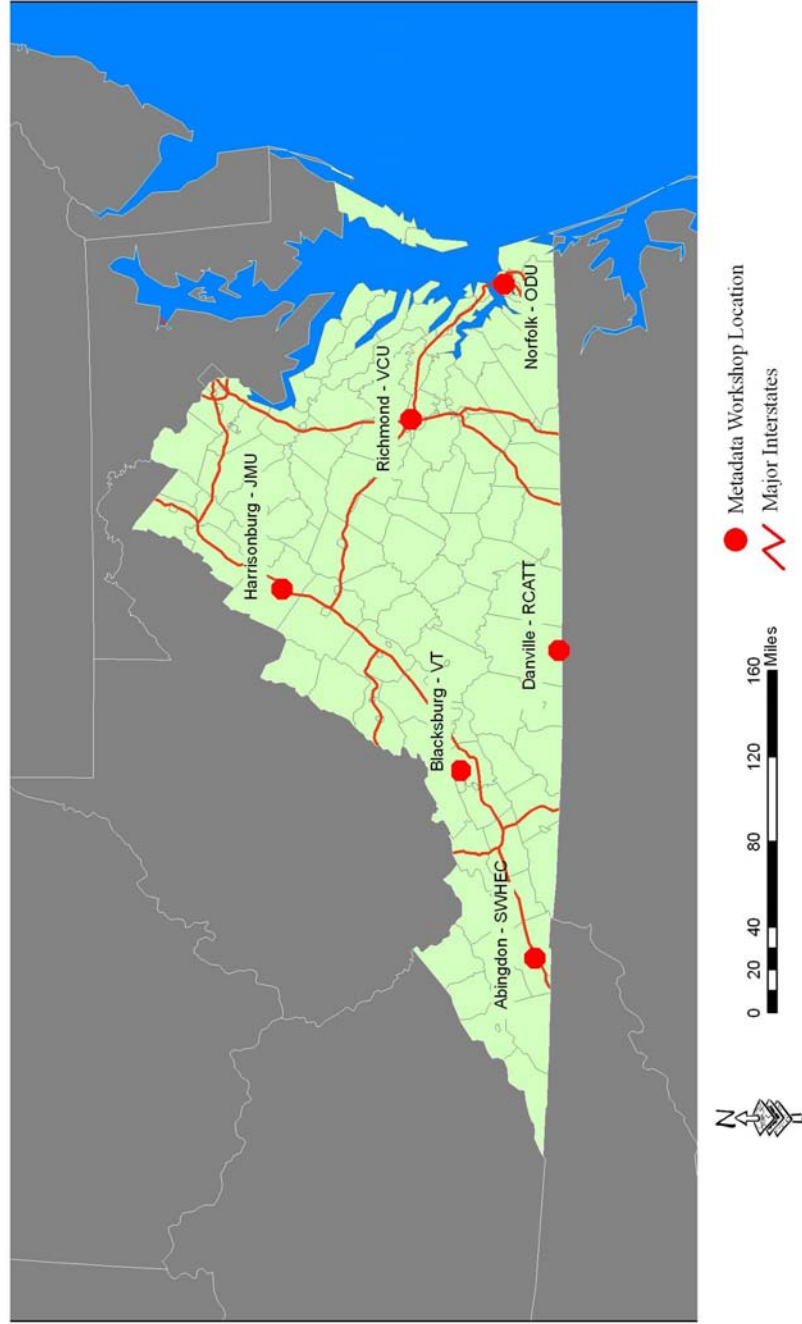 Harrisonburg - JMU
Richmond - VCU
Norfolk - ODU
Blacksburg - VT
Danville - RCATT
Abingdon - SWHEC
N
0 20 40 80 120 160
Miles
Metadata Workshop Location
Major Interstates